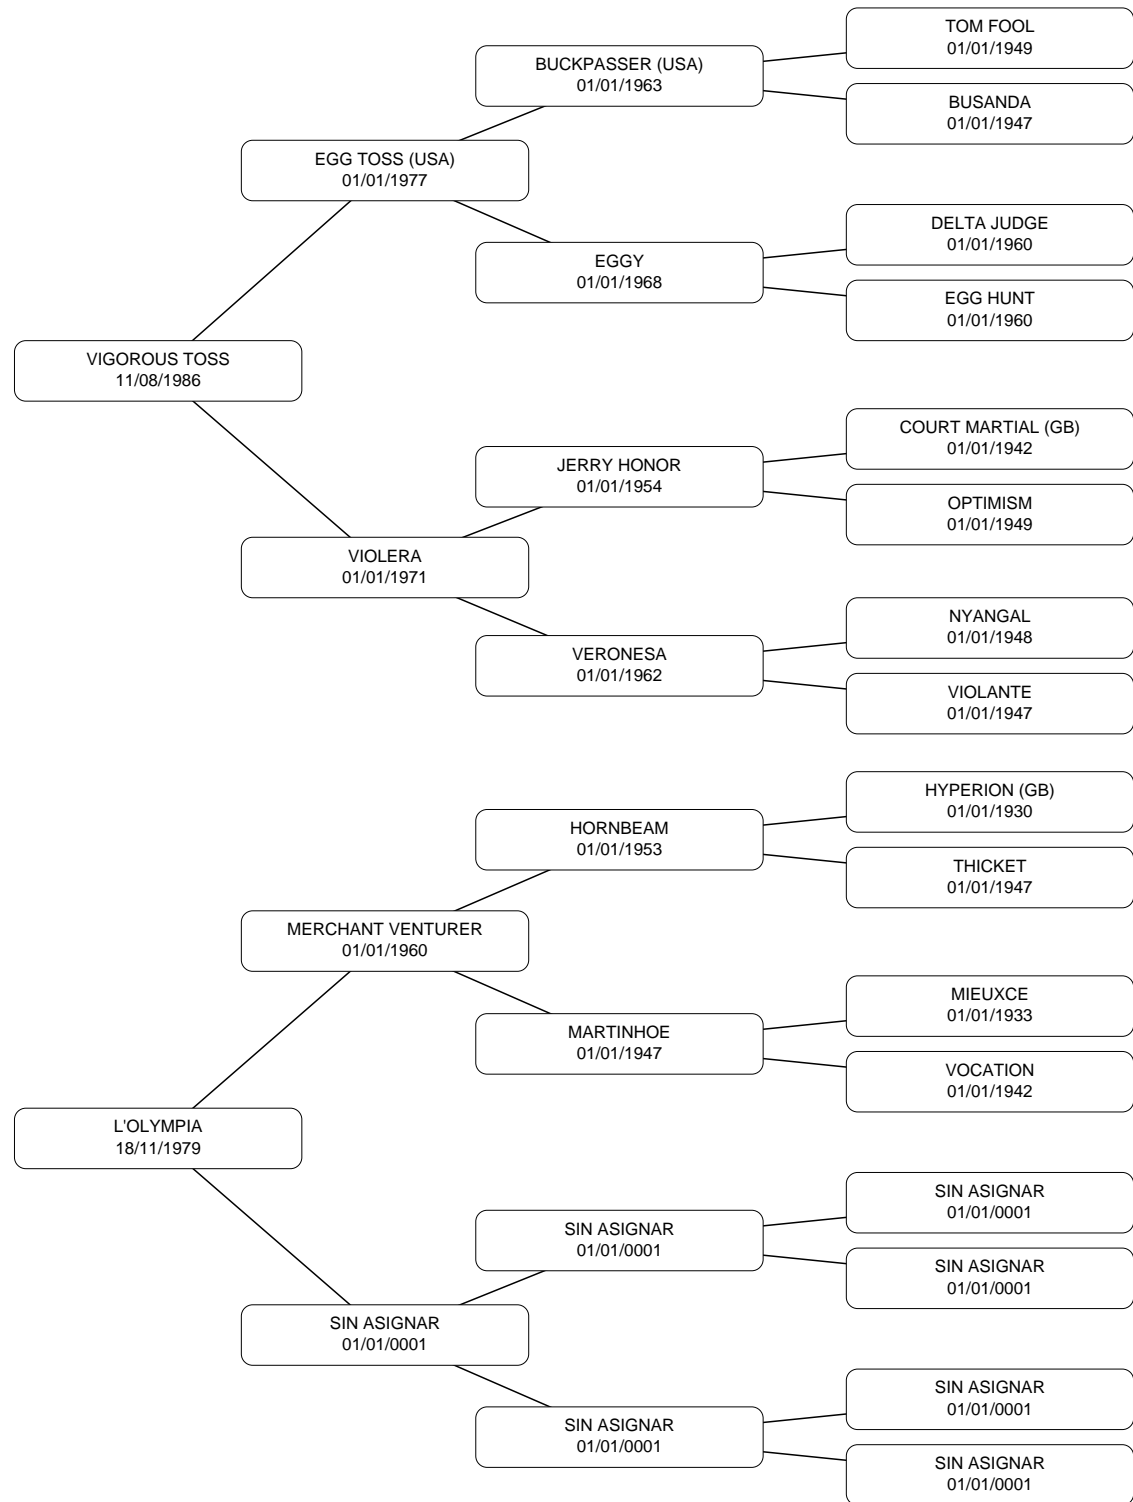 TOM FOOL
01/01/1949
BUCKPASSER (USA)
01/01/1963
BUSANDA
01/01/1947
EGG TOSS (USA)
01/01/1977
DELTA JUDGE
01/01/1960
EGGY
01/01/1968
EGG HUNT
01/01/1960
VIGOROUS TOSS
11/08/1986
COURT MARTIAL (GB)
01/01/1942
JERRY HONOR
01/01/1954
OPTIMISM
01/01/1949
VIOLERA
01/01/1971
NYANGAL
01/01/1948
VERONESA
01/01/1962
VIOLANTE
01/01/1947
HYPERION (GB)
01/01/1930
HORNBEAM
01/01/1953
THICKET
01/01/1947
MERCHANT VENTURER
01/01/1960
MIEUXCE
01/01/1933
MARTINHOE
01/01/1947
VOCATION
01/01/1942
L'OLYMPIA
18/11/1979
SIN ASIGNAR
01/01/0001
SIN ASIGNAR
01/01/0001
SIN ASIGNAR
01/01/0001
SIN ASIGNAR
01/01/0001
SIN ASIGNAR
01/01/0001
SIN ASIGNAR
01/01/0001
SIN ASIGNAR
01/01/0001